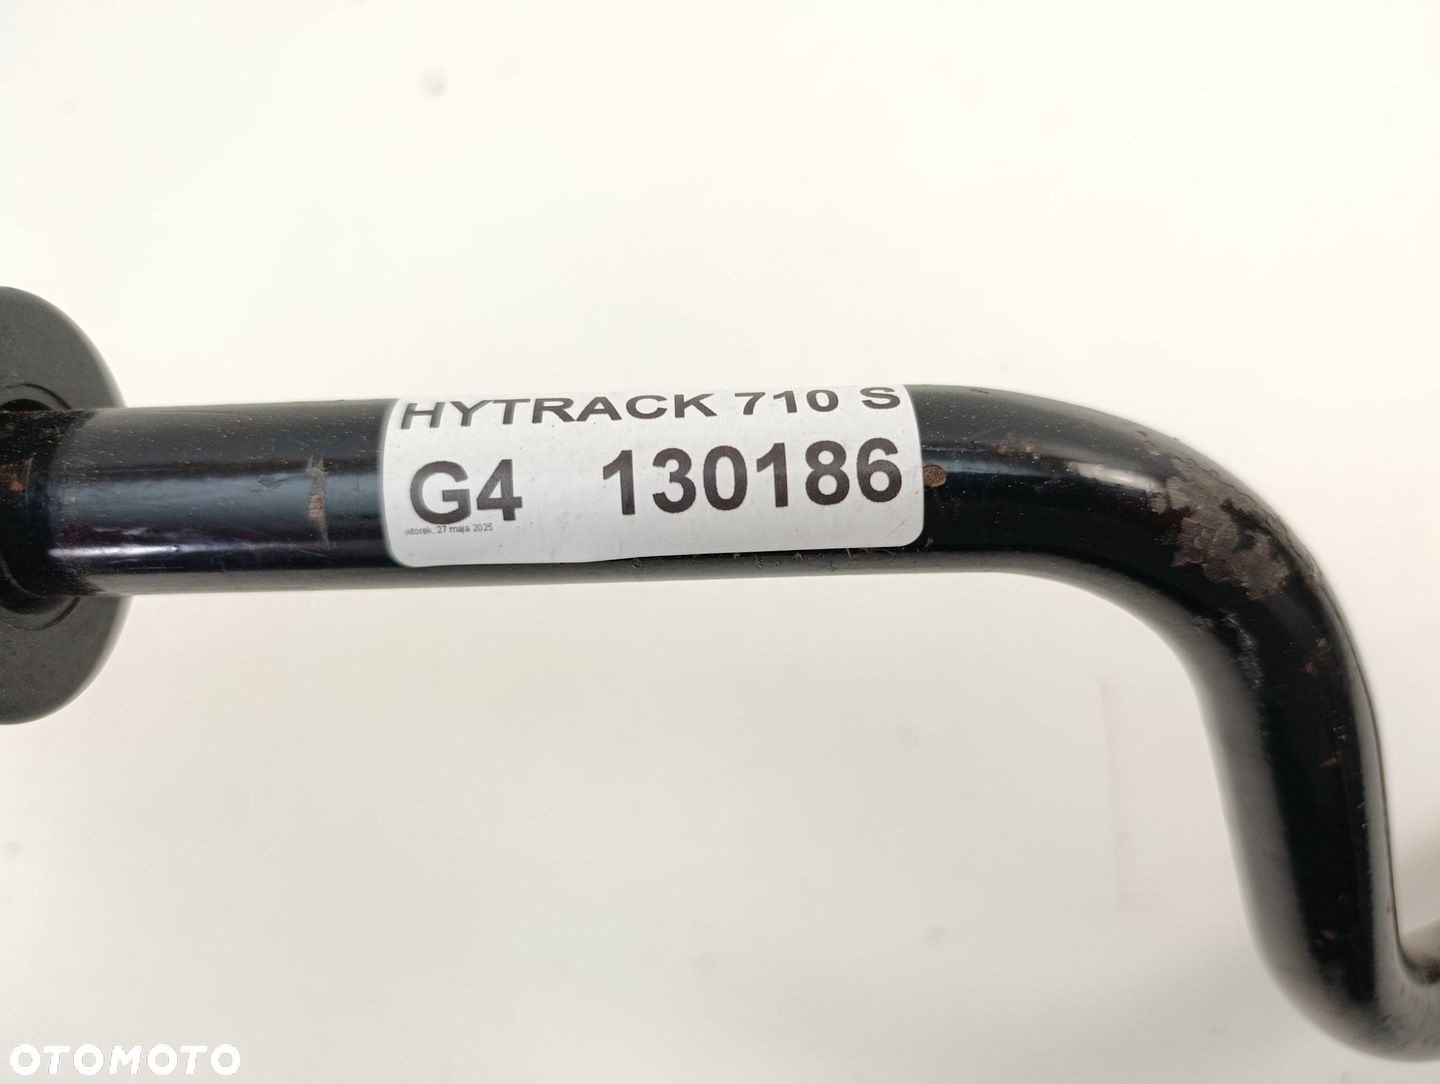 HYTRACK 710 S
G4 130186
wtorek, 27 maja 2025
OTOMOTO